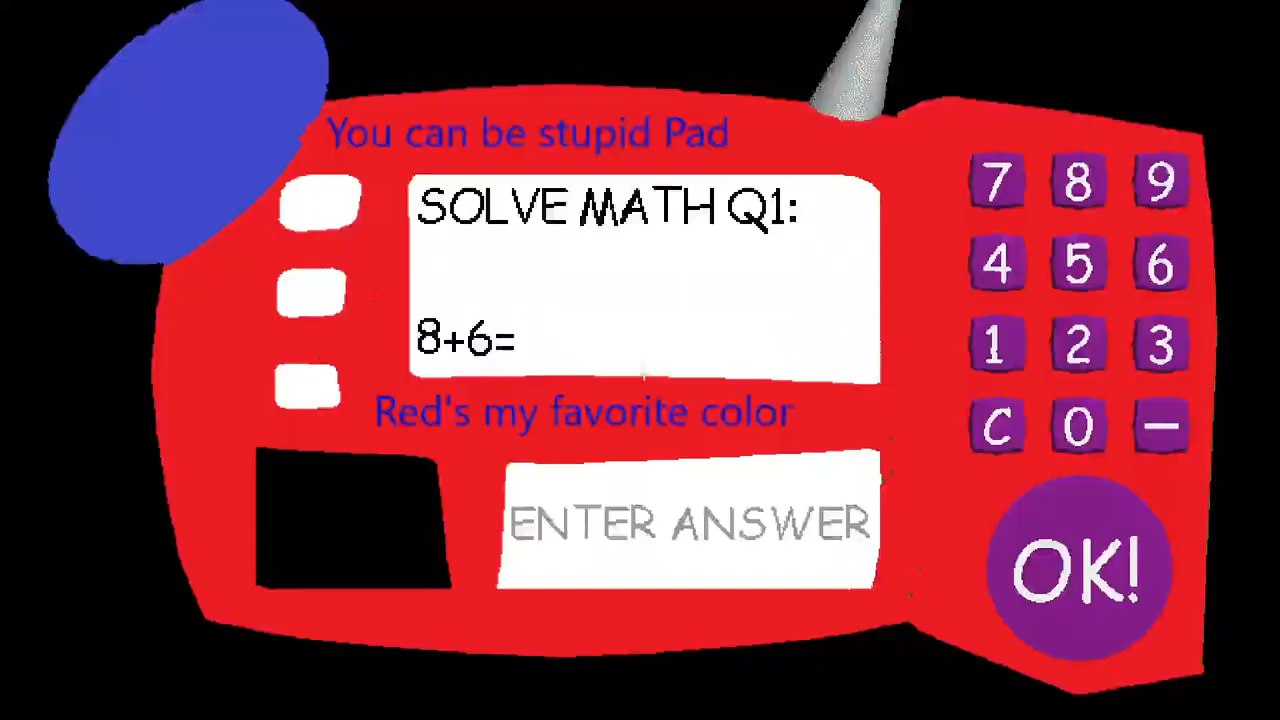 You can be stupid Pad
SOLVE MATH Q1:
8+6=
Red's my favorite color
ENTER ANSWER
7 8 9
4 5 6
1 2 3
C 0 —
OK!